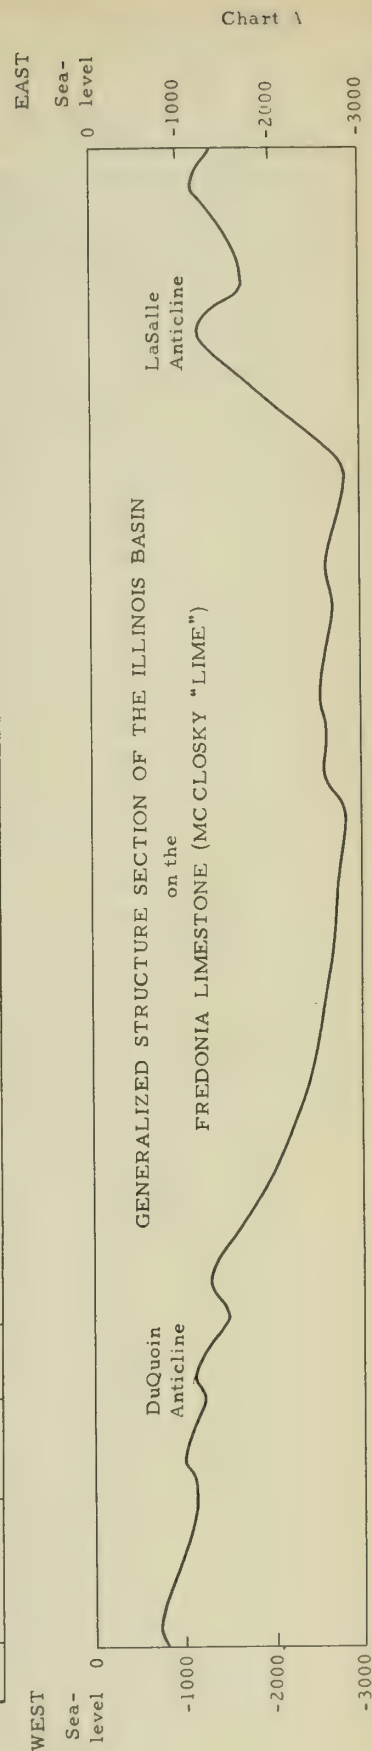 Chart A
WEST
EAST
Sea-
level
Sea-
level
0
-1000
-2000
-3000
0
-1000
-2000
-3000
GENERALIZED STRUCTURE SECTION OF THE ILLINOIS BASIN
on the
FREDONIA LIMESTONE (MC CLOSKY "LIME")
DuQuoin
Anticline
LaSalle
Anticline